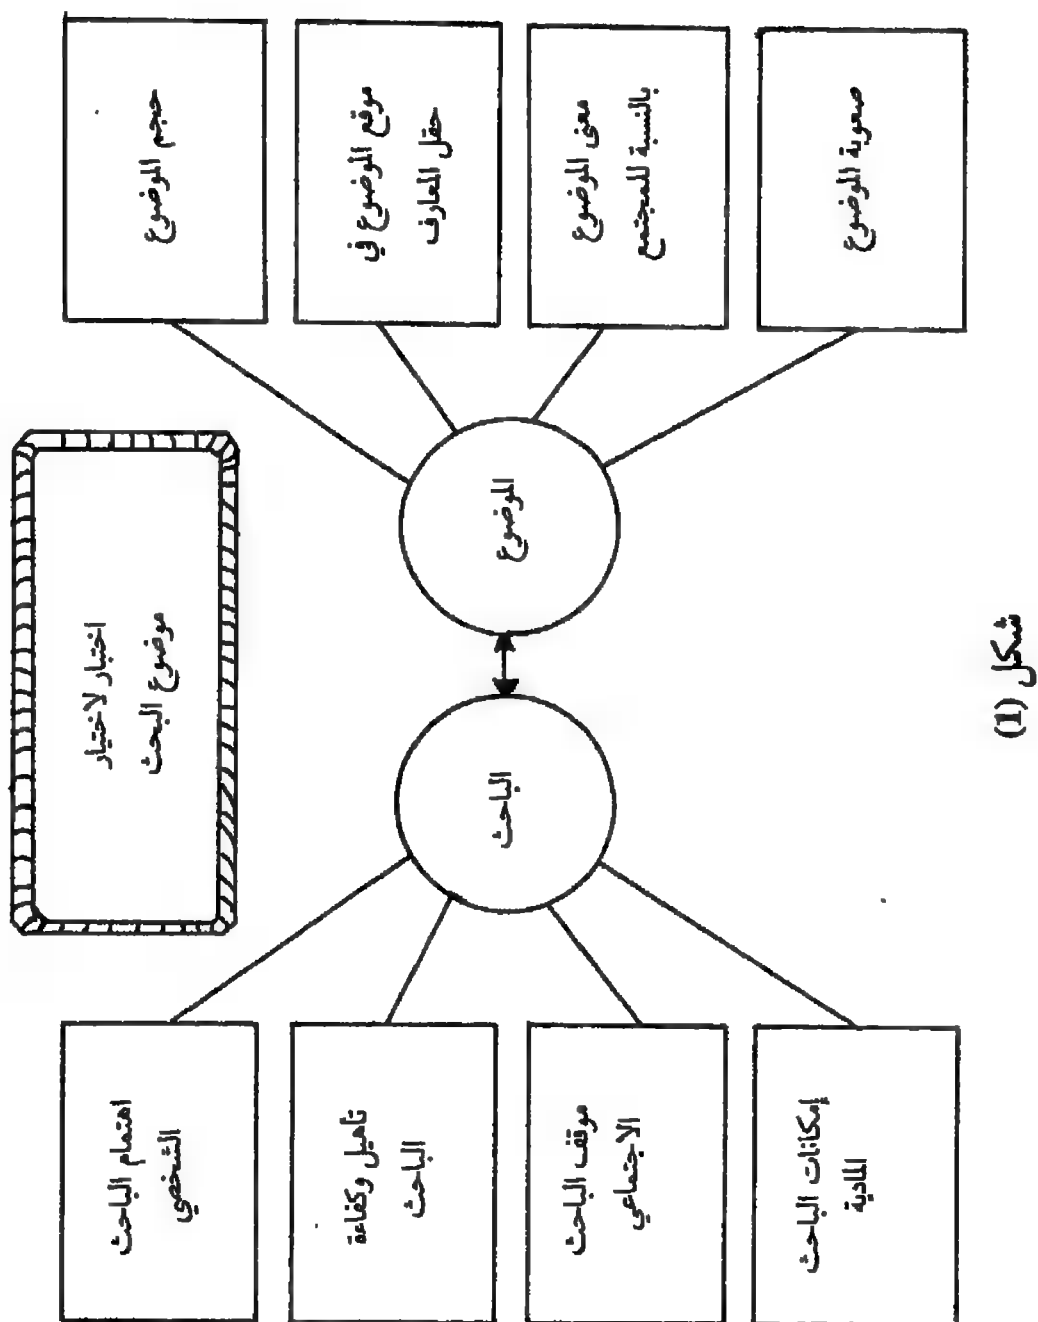 اختبار لاختيار
موضوع البحث
حجم الموضوع
موقع الموضوع في
حقل المعارف
معنى الموضوع
بالنسبة للمجتمع
صعوبة الموضوع
الموضوع
الباحث
اهتمام الباحث
الشخصي
تأهيل وكفاءة
الباحث
موقف الباحث
الاجتماعي
إمكانات الباحث
المادية
شكل (1)